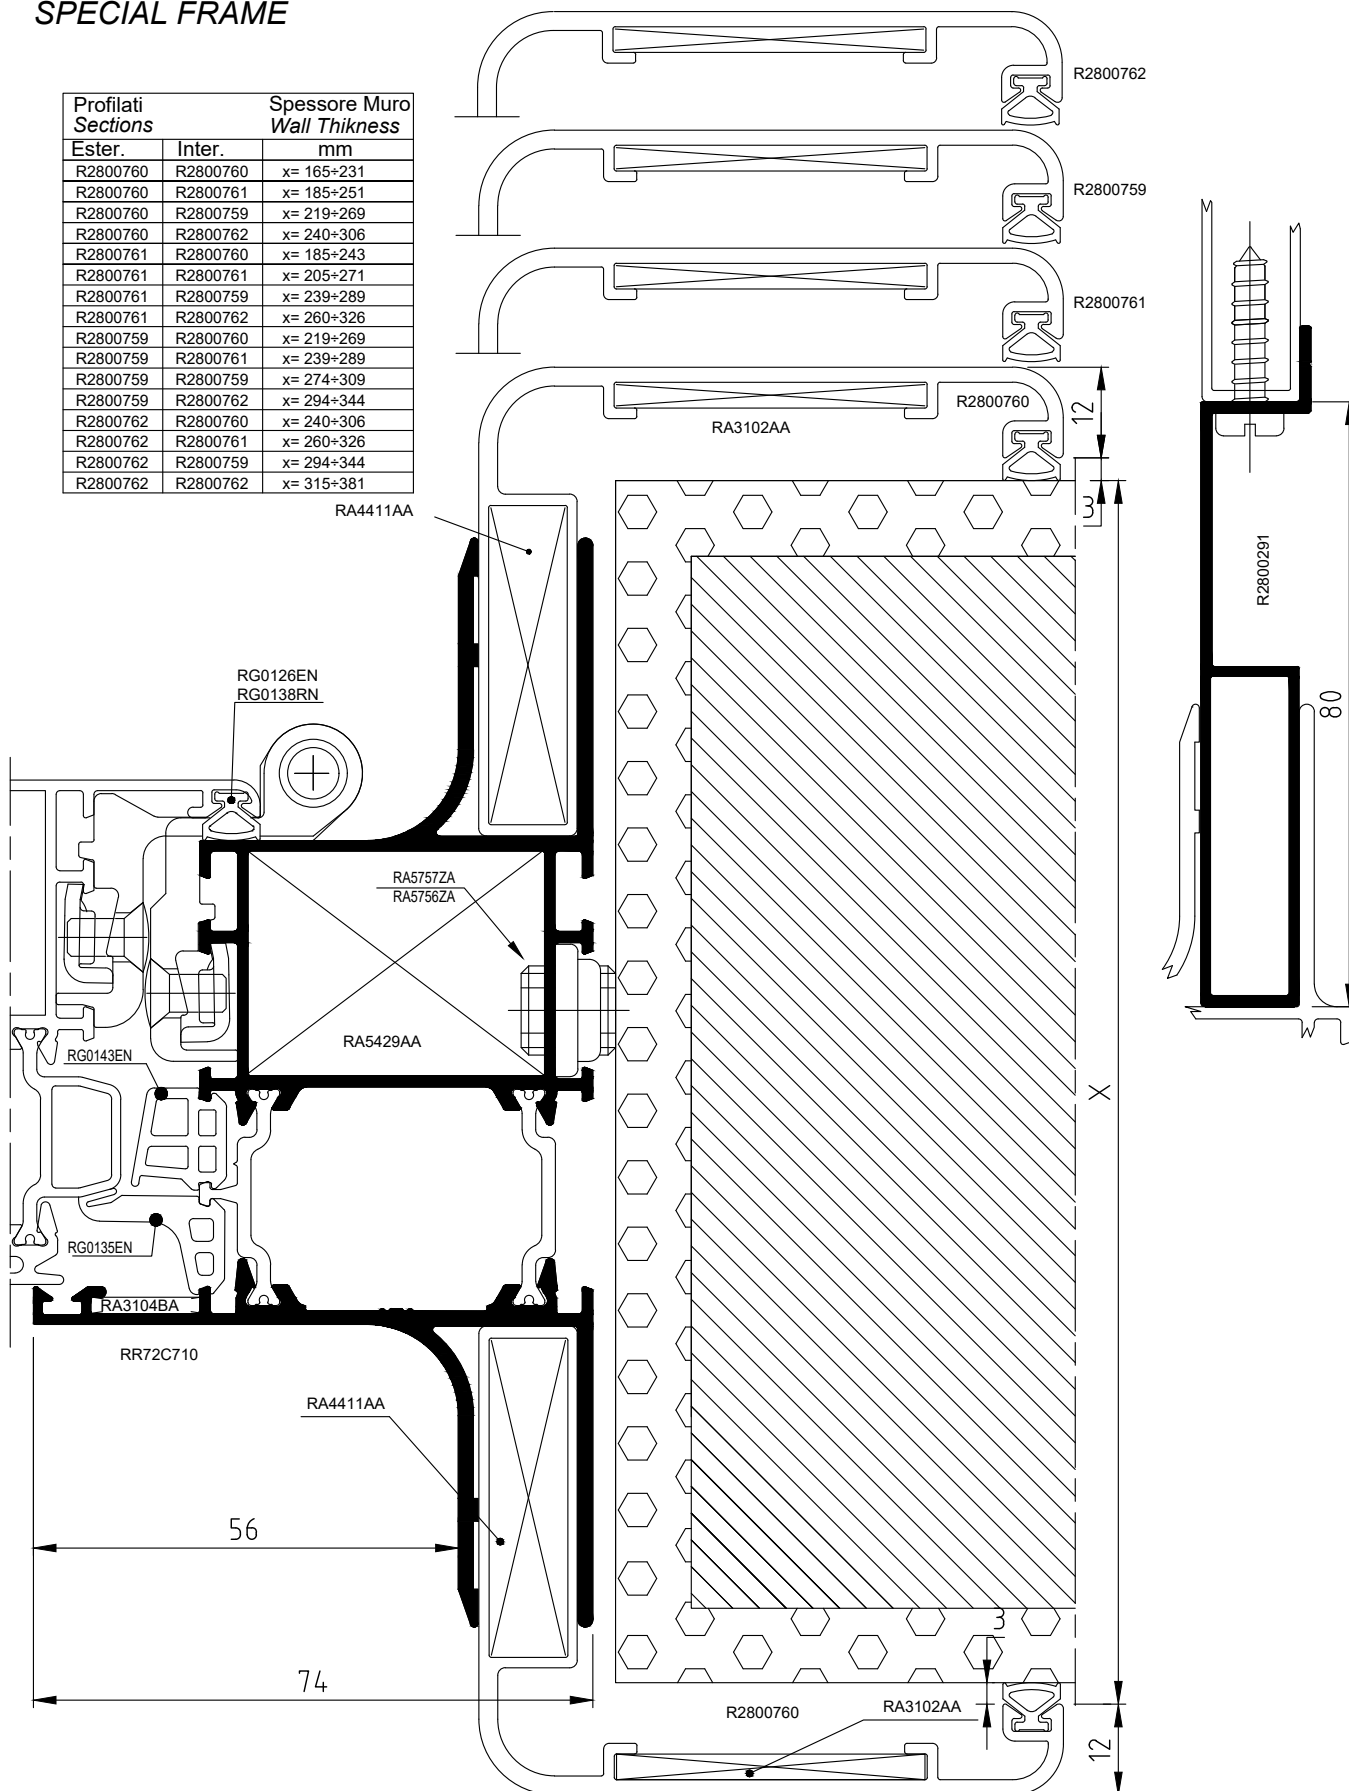 SPECIAL FRAME
Profilati Spessore Muro
Sections Wall Thikness
Ester. Inter. mm
R2800760 R2800760 x= 165÷231
R2800760 R2800761 x= 185÷251
R2800760 R2800759 x= 219÷269
R2800760 R2800762 x= 240÷306
R2800761 R2800760 x= 185÷243
R2800761 R2800761 x= 205÷271
R2800761 R2800759 x= 239÷289
R2800761 R2800762 x= 260÷326
R2800759 R2800760 x= 219÷269
R2800759 R2800761 x= 239÷289
R2800759 R2800759 x= 274÷309
R2800759 R2800762 x= 294÷344
R2800762 R2800760 x= 240÷306
R2800762 R2800761 x= 260÷326
R2800762 R2800759 x= 294÷344
R2800762 R2800762 x= 315÷381
R2800762
R2800759
R2800761
R2800760
RA3102AA
12
3
RA4411AA
R2800291
80
RG0126EN
RG0138RN
RA5757ZA
RA5756ZA
RA5429AA
RG0143EN
X
RG0135EN
RA3104BA
RR72C710
RA4411AA
56
74
3
R2800760
RA3102AA
12